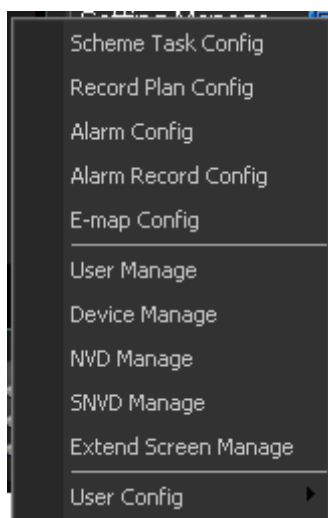 Scheme Task Config
Record Plan Config
Alarm Config
Alarm Record Config
E-map Config
User Manage
Device Manage
NVD Manage
SNVD Manage
Extend Screen Manage
User Config